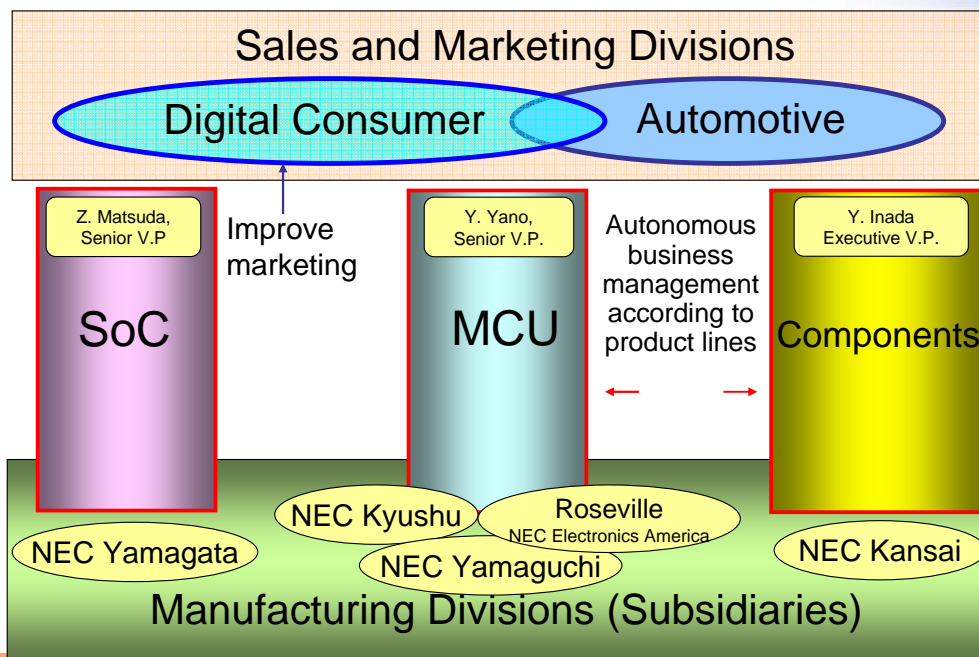 Sales and Marketing Divisions
Digital Consumer
Automotive
Z. Matsuda,
Senior V.P
SoC
Improve
marketing
Y. Yano,
Senior V.P.
MCU
Autonomous
business
management
according to
product lines
Y. Inada
Executive V.P.
Components
NEC Yamagata
NEC Kyushu
Roseville
NEC Electronics America
NEC Yamaguchi
NEC Kansai
Manufacturing Divisions (Subsidiaries)